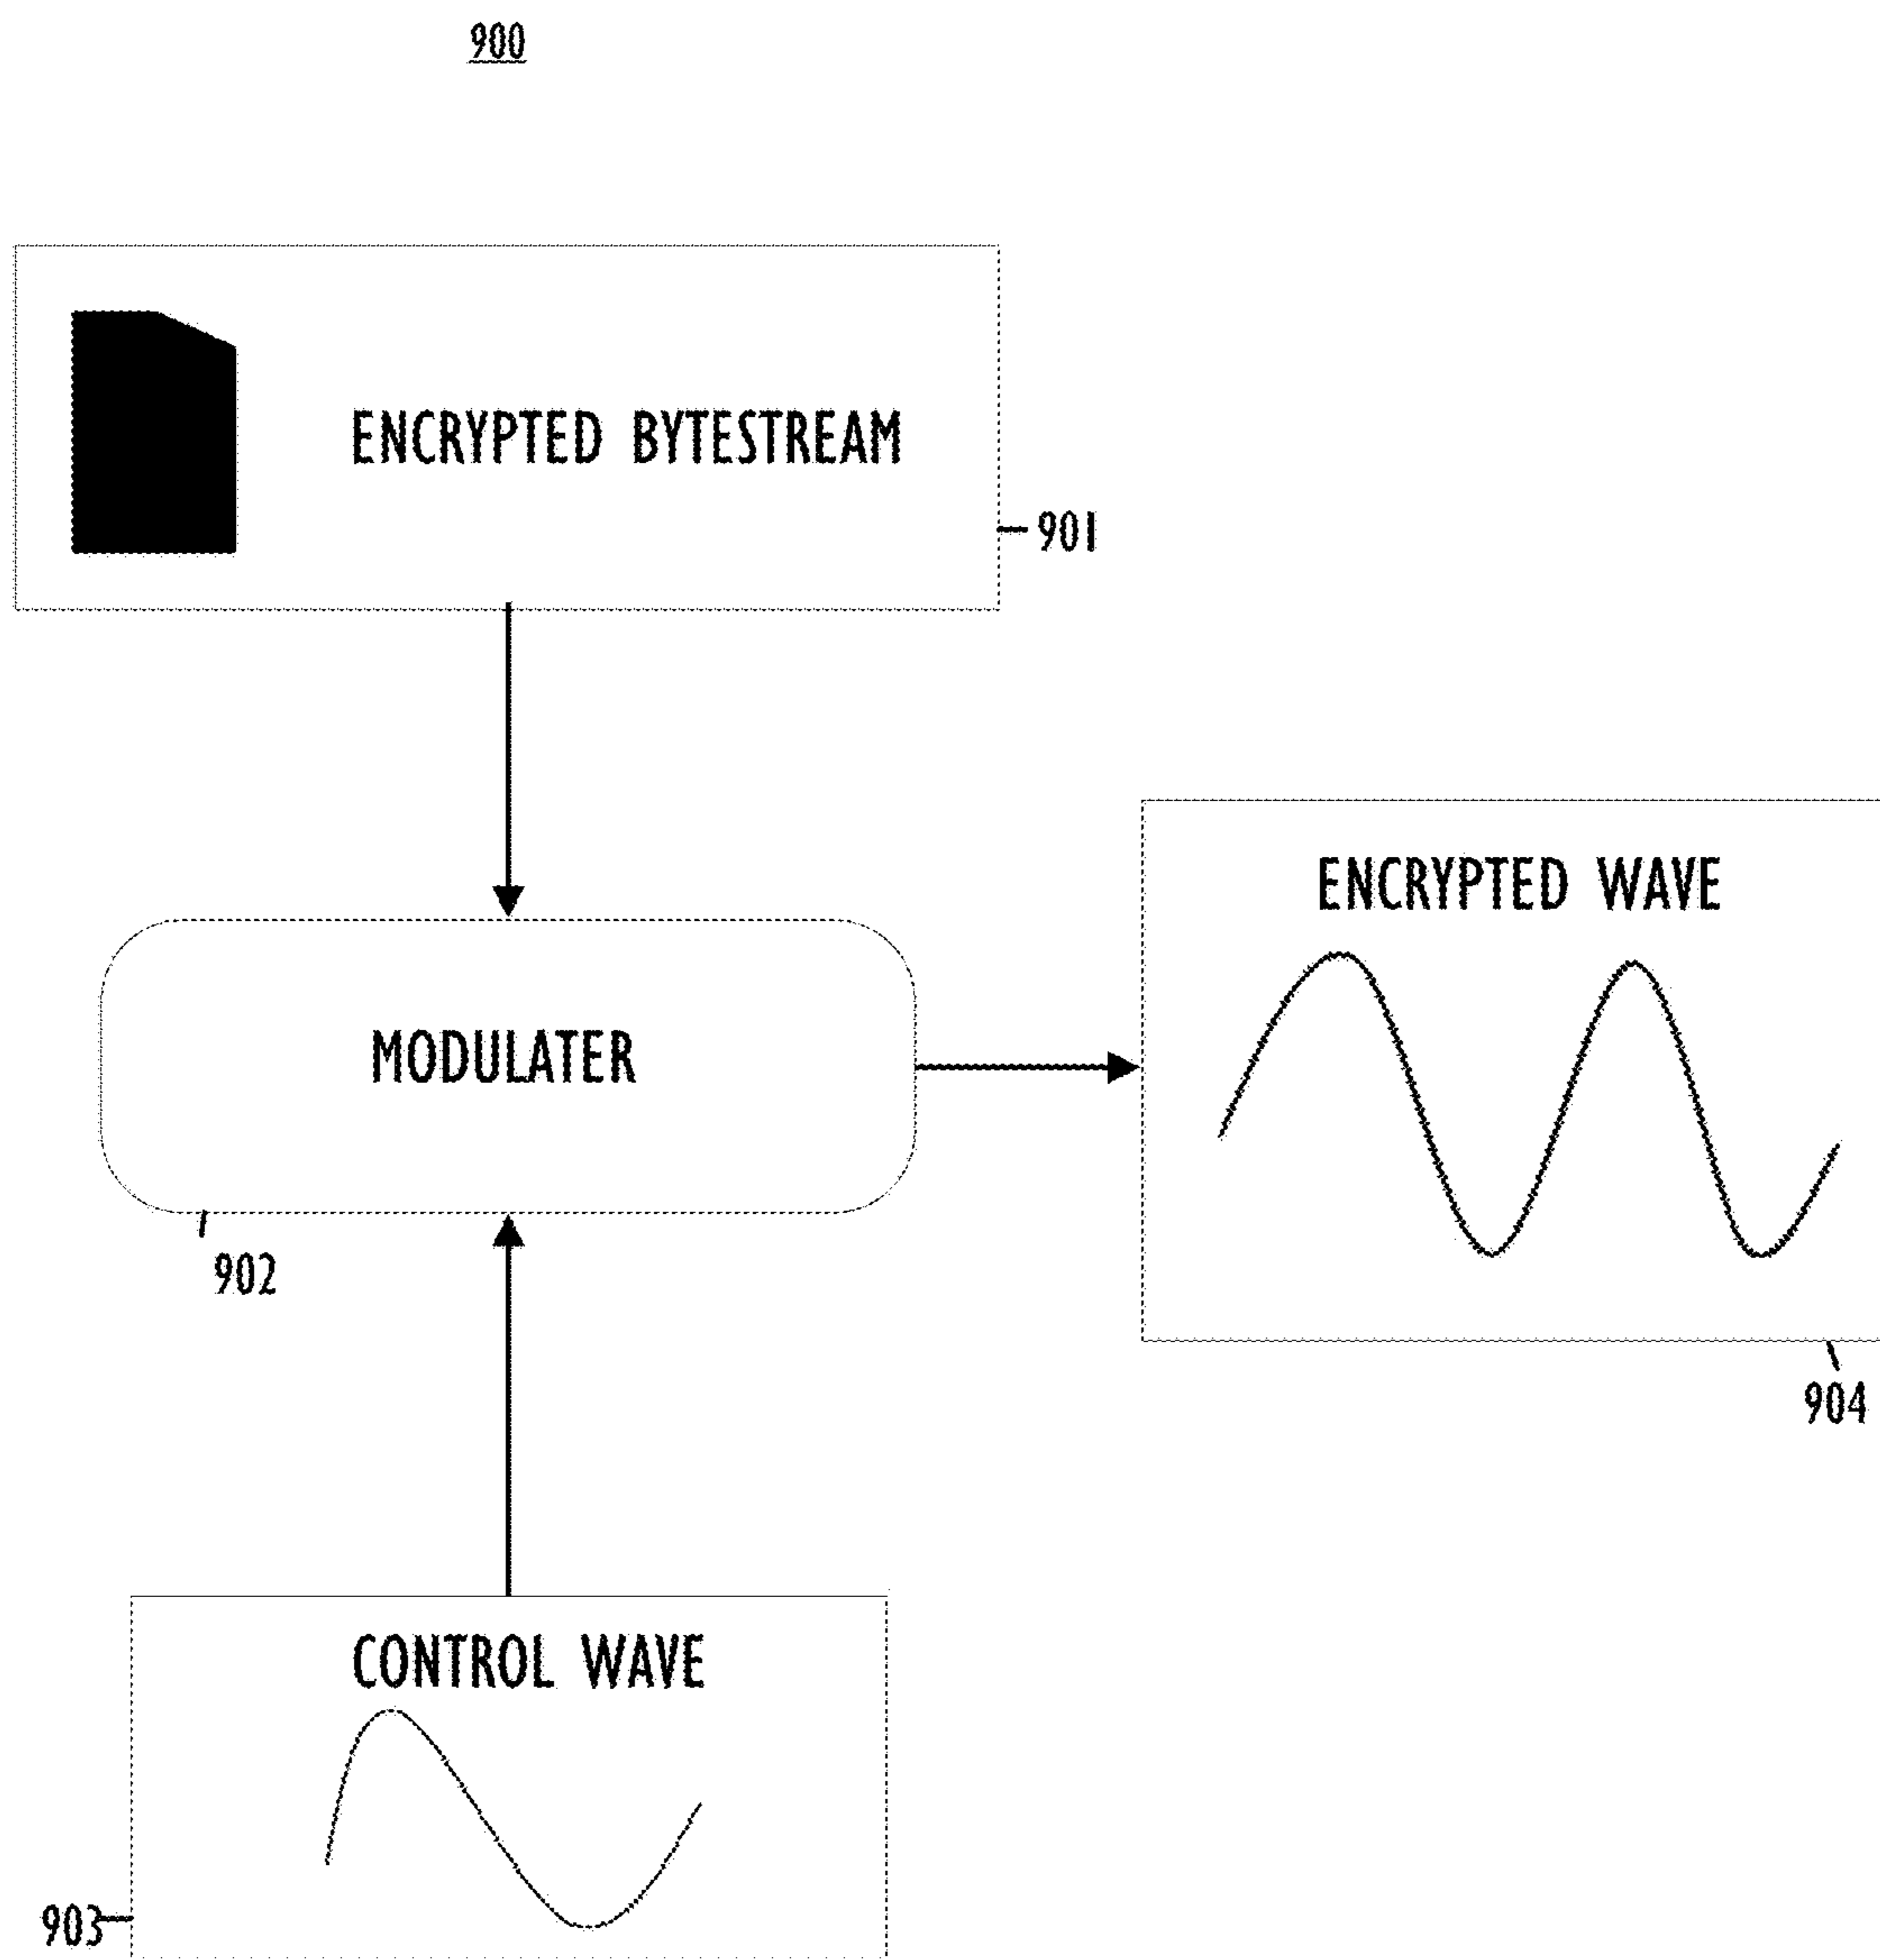 900
ENCRYPTED BYTESTREAM
901
ENCRYPTED WAVE
MODULATER
902
904
CONTROL WAVE
903